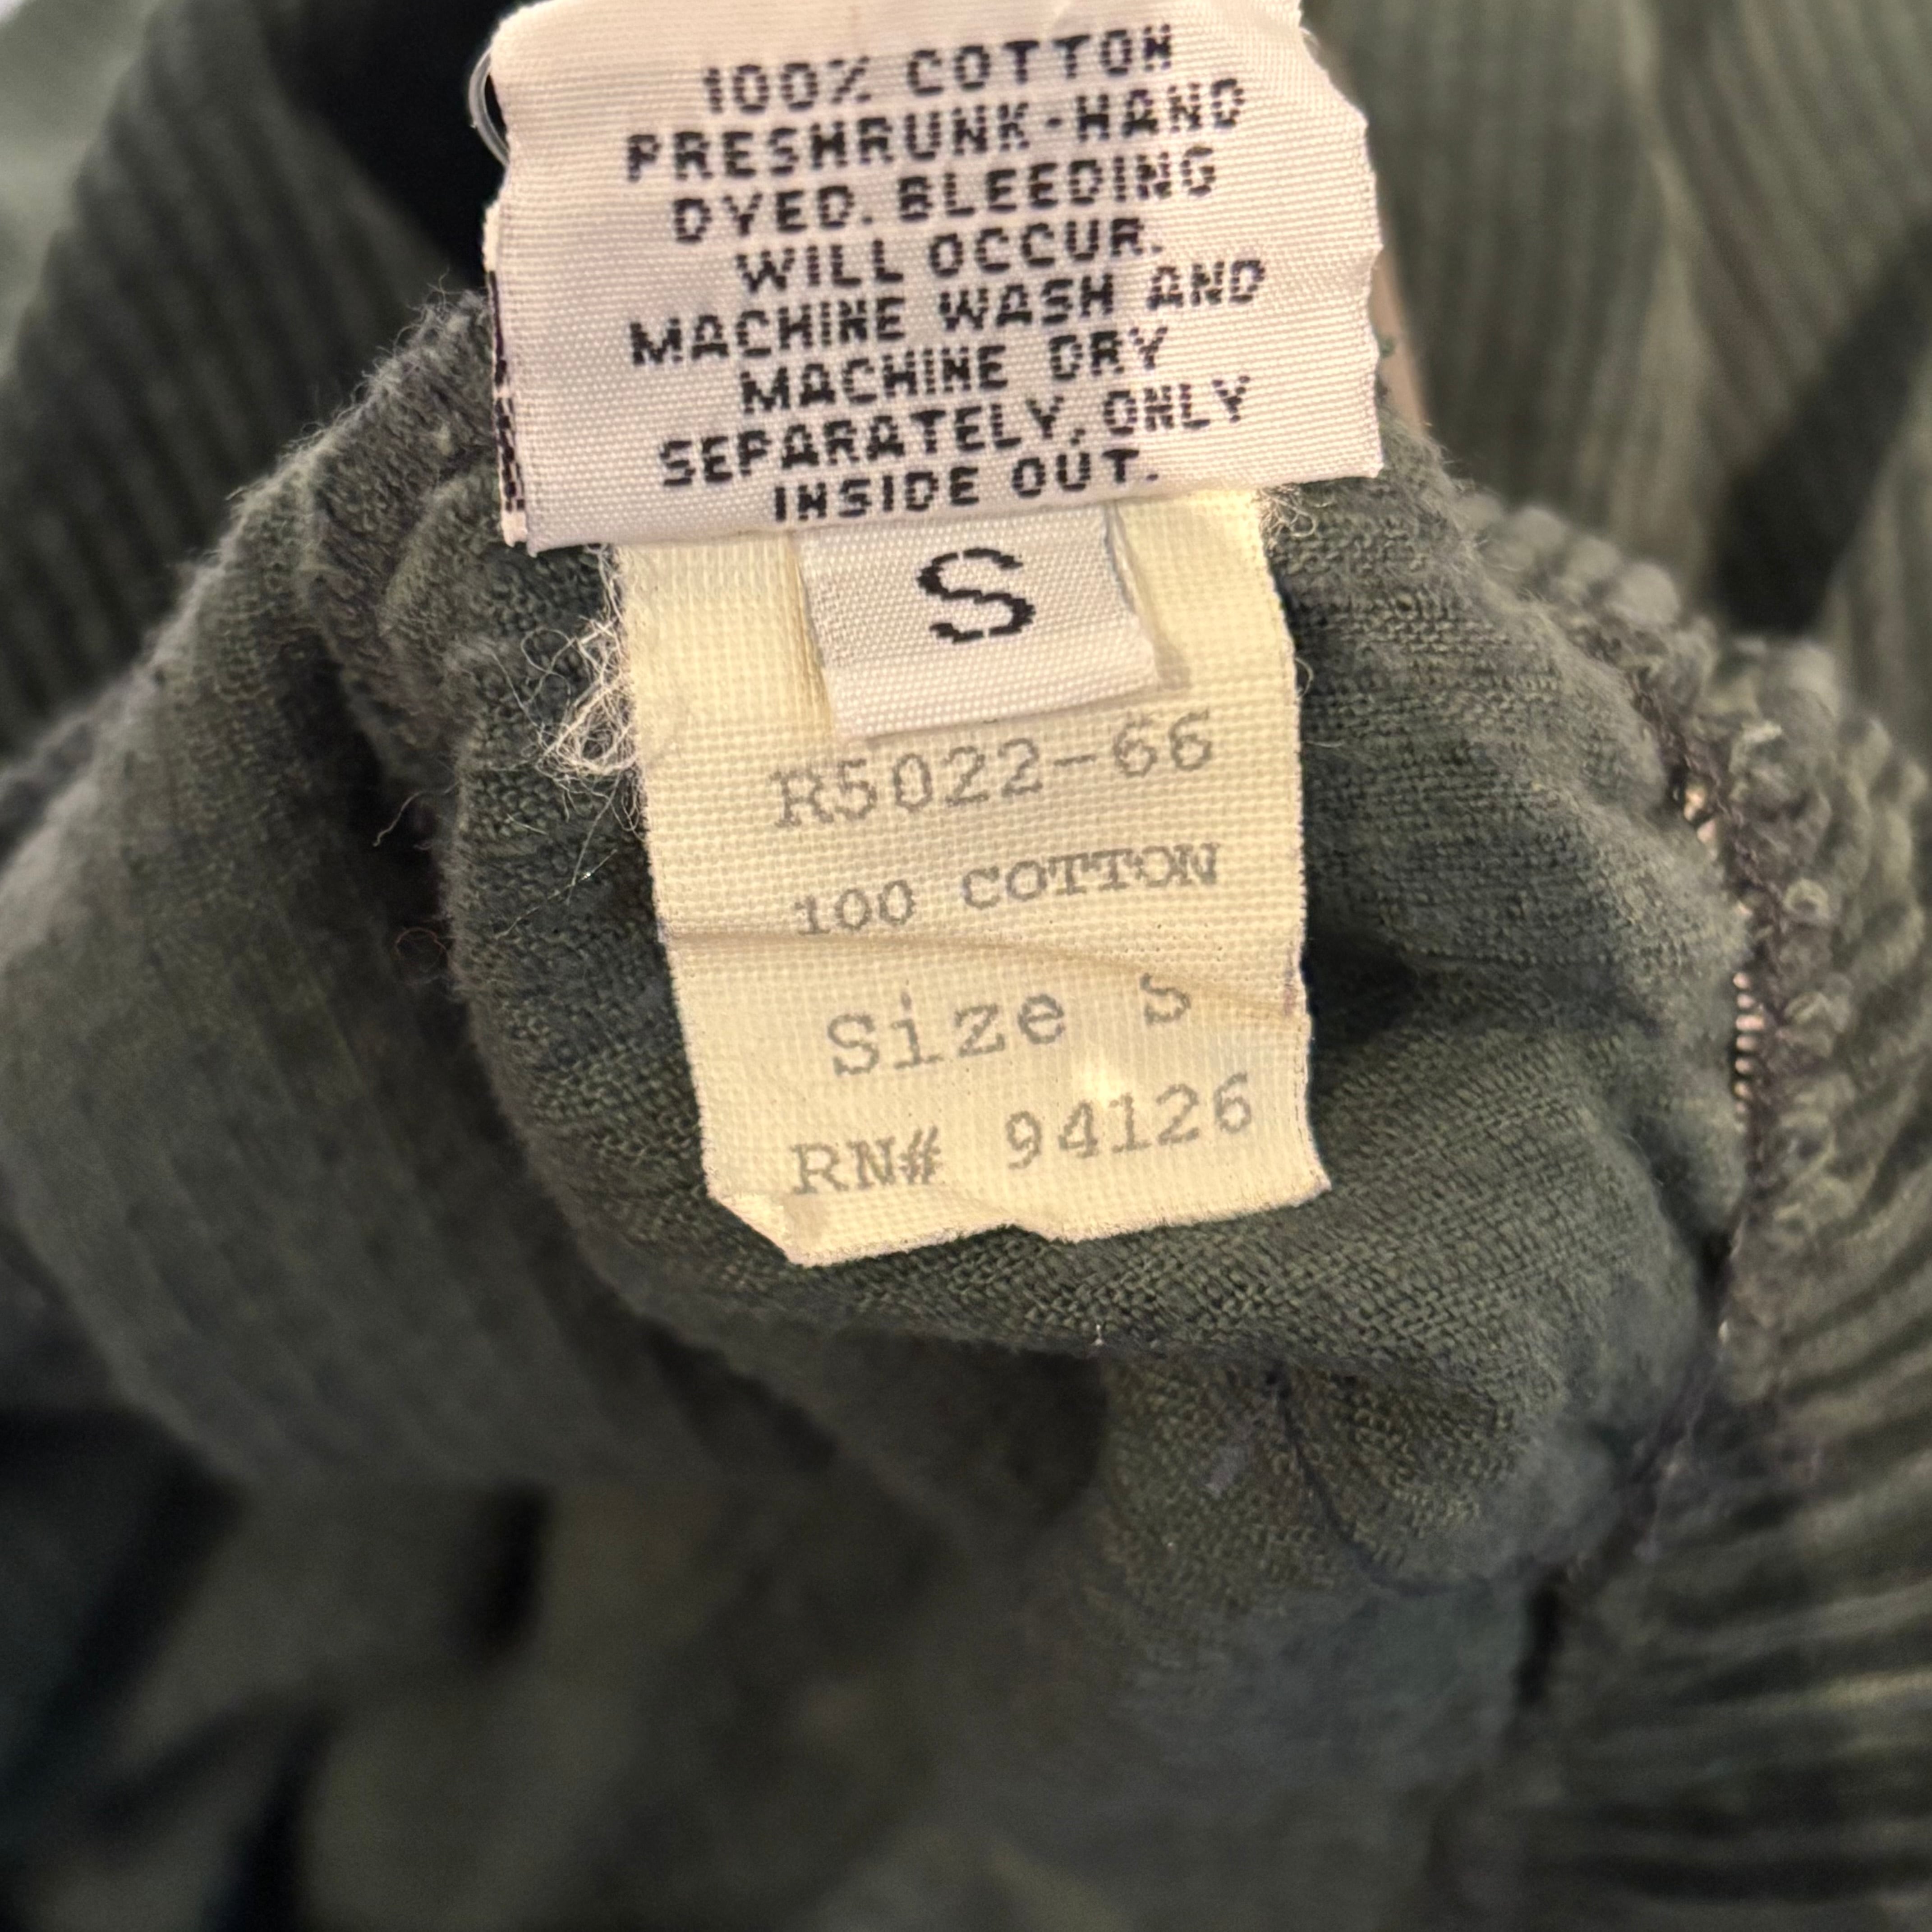 100% COTTON
PRESHRUNK-HAND
DYED. BLEEDING
WILL OCCUR.
MACHINE WASH AND
MACHINE DRY
SEPARATELY, ONLY
INSIDE OUT.
S
R5022-66
100 COTTON
Size S
RN# 94126